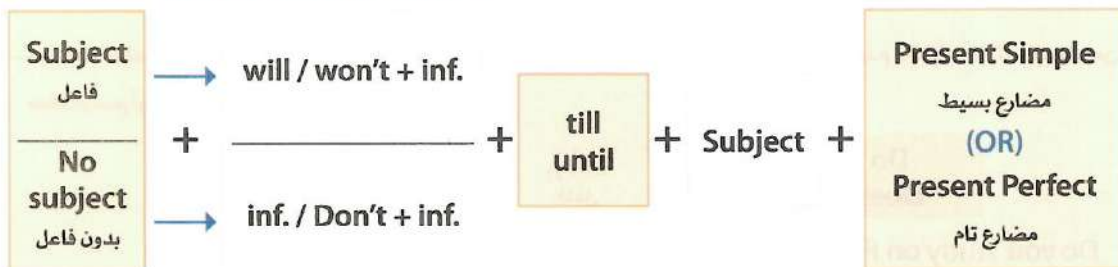 Subject
فاعل
No
subject
بدون فاعل
+
will / won't + inf.
inf. / Don't + inf.
+
till
until
+ Subject +
Present Simple
مضارع بسيط
(OR)
Present Perfect
مضارع تام